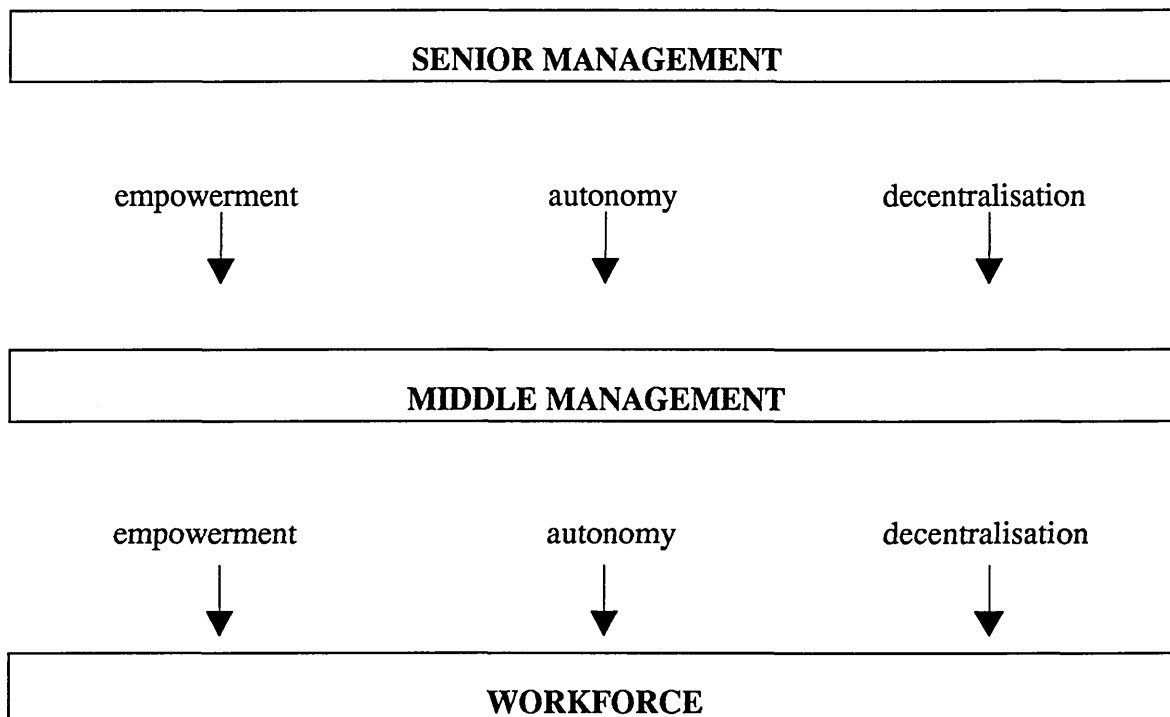 SENIOR MANAGEMENT
empowerment autonomy decentralisation
MIDDLE MANAGEMENT
empowerment autonomy decentralisation
WORKFORCE